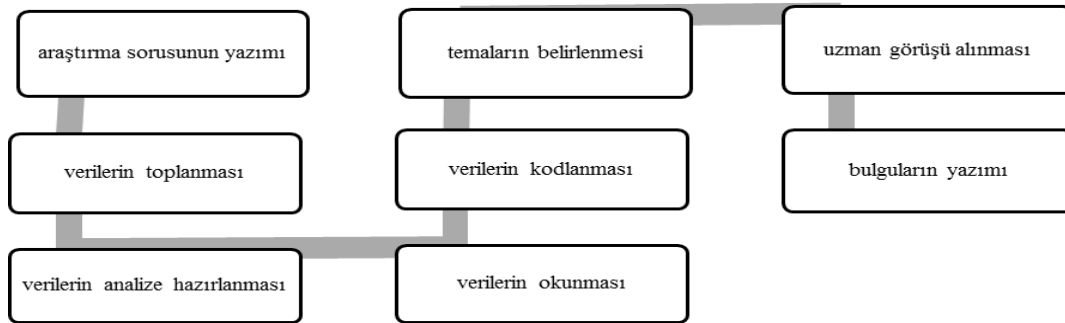 araştırma sorusunun yazımı
verilerin toplanması
verilerin analize hazırlanması
verilerin okunması
verilerin kodlanması
temaların belirlenmesi
uzman görüşü alınması
bulguların yazımı